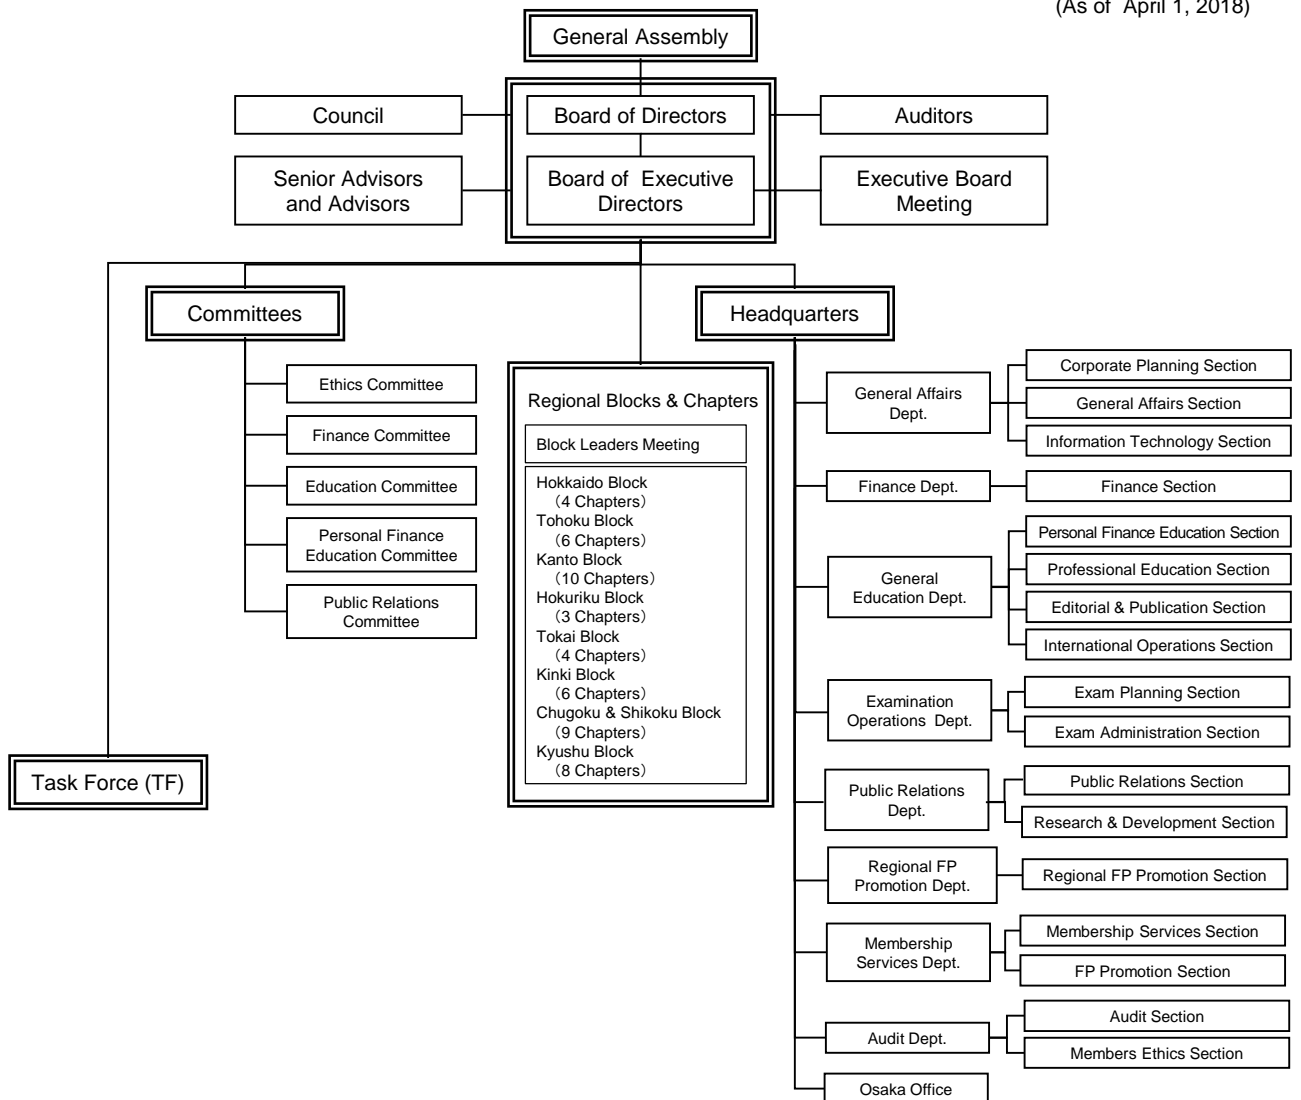 (As of April 1, 2018)
General Assembly
Council
Board of Directors
Auditors
Senior Advisors
and Advisors
Board of Executive
Directors
Executive Board
Meeting
Committees
Headquarters
Ethics Committee
Finance Committee
Education Committee
Personal Finance
Education Committee
Public Relations
Committee
Task Force (TF)
Regional Blocks & Chapters
Block Leaders Meeting
Hokkaido Block
（4 Chapters）
Tohoku Block
（6 Chapters）
Kanto Block
（10 Chapters）
Hokuriku Block
（3 Chapters）
Tokai Block
（4 Chapters）
Kinki Block
（6 Chapters）
Chugoku & Shikoku Block
（9 Chapters）
Kyushu Block
（8 Chapters）
General Affairs
Dept.
Corporate Planning Section
General Affairs Section
Information Technology Section
Finance Dept.
Finance Section
General
Education Dept.
Personal Finance Education Section
Professional Education Section
Editorial & Publication Section
International Operations Section
Examination
Operations Dept.
Exam Planning Section
Exam Administration Section
Public Relations
Dept.
Public Relations Section
Research & Development Section
Regional FP
Promotion Dept.
Regional FP Promotion Section
Membership
Services Dept.
Membership Services Section
FP Promotion Section
Audit Dept.
Audit Section
Members Ethics Section
Osaka Office